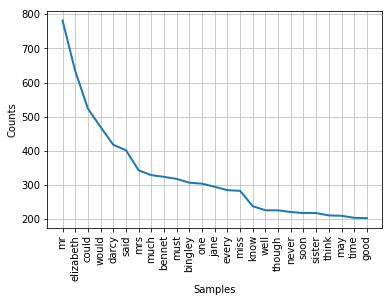 800
700
600
500
400
300
200
Counts
mr
elizabeth
could
would
darcy
said
mrs
much
bennet
must
bingley
one
jane
every
miss
know
well
though
never
soon
sister
think
may
time
good
Samples